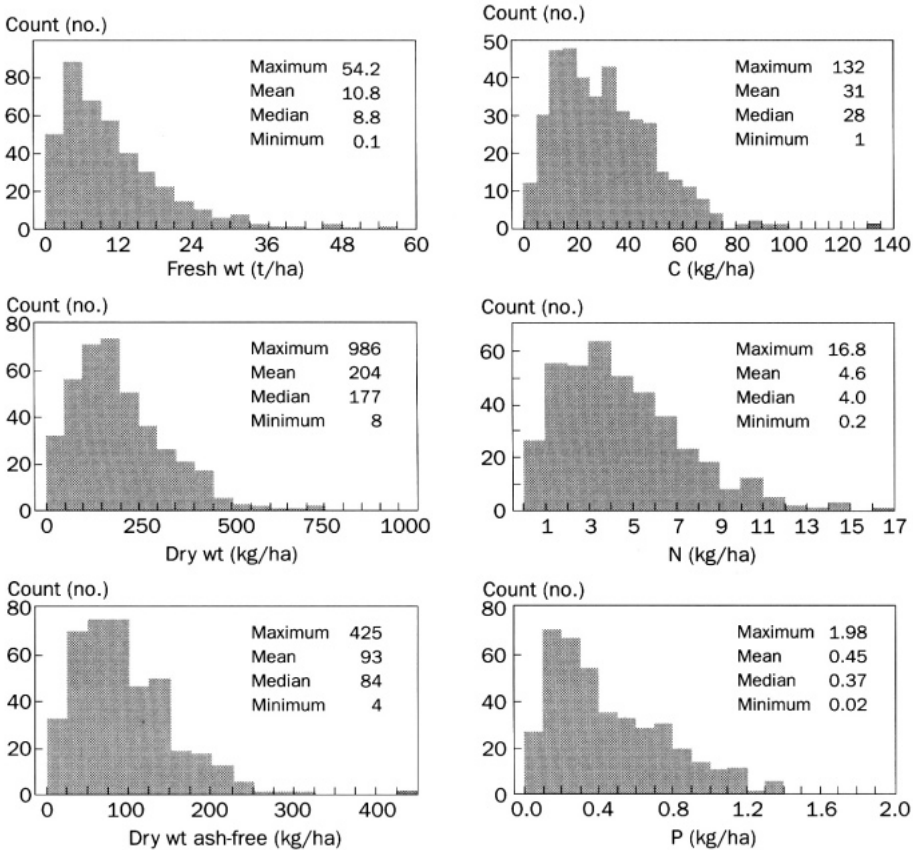 Count (no.)
80
60
40
20
0
Maximum 54.2
Mean 10.8
Median 8.8
Minimum 0.1
0 12 24 36 48 60
Fresh wt (t/ha)
Count (no.)
50
40
30
20
10
0
Maximum 132
Mean 31
Median 28
Minimum 1
0 20 40 60 80 100 120 140
C (kg/ha)
Count (no.)
80
60
40
20
0
Maximum 986
Mean 204
Median 177
Minimum 8
0 250 500 750 1000
Dry wt (kg/ha)
Count (no.)
60
40
20
0
Maximum 16.8
Mean 4.6
Median 4.0
Minimum 0.2
1 3 5 7 9 11 13 15 17
N (kg/ha)
Count (no.)
80
60
40
20
0
Maximum 425
Mean 93
Median 84
Minimum 4
0 100 200 300 400
Dry wt ash-free (kg/ha)
Count (no.)
80
60
40
20
0
Maximum 1.98
Mean 0.45
Median 0.37
Minimum 0.02
0.0 0.4 0.8 1.2 1.6 2.0
P (kg/ha)